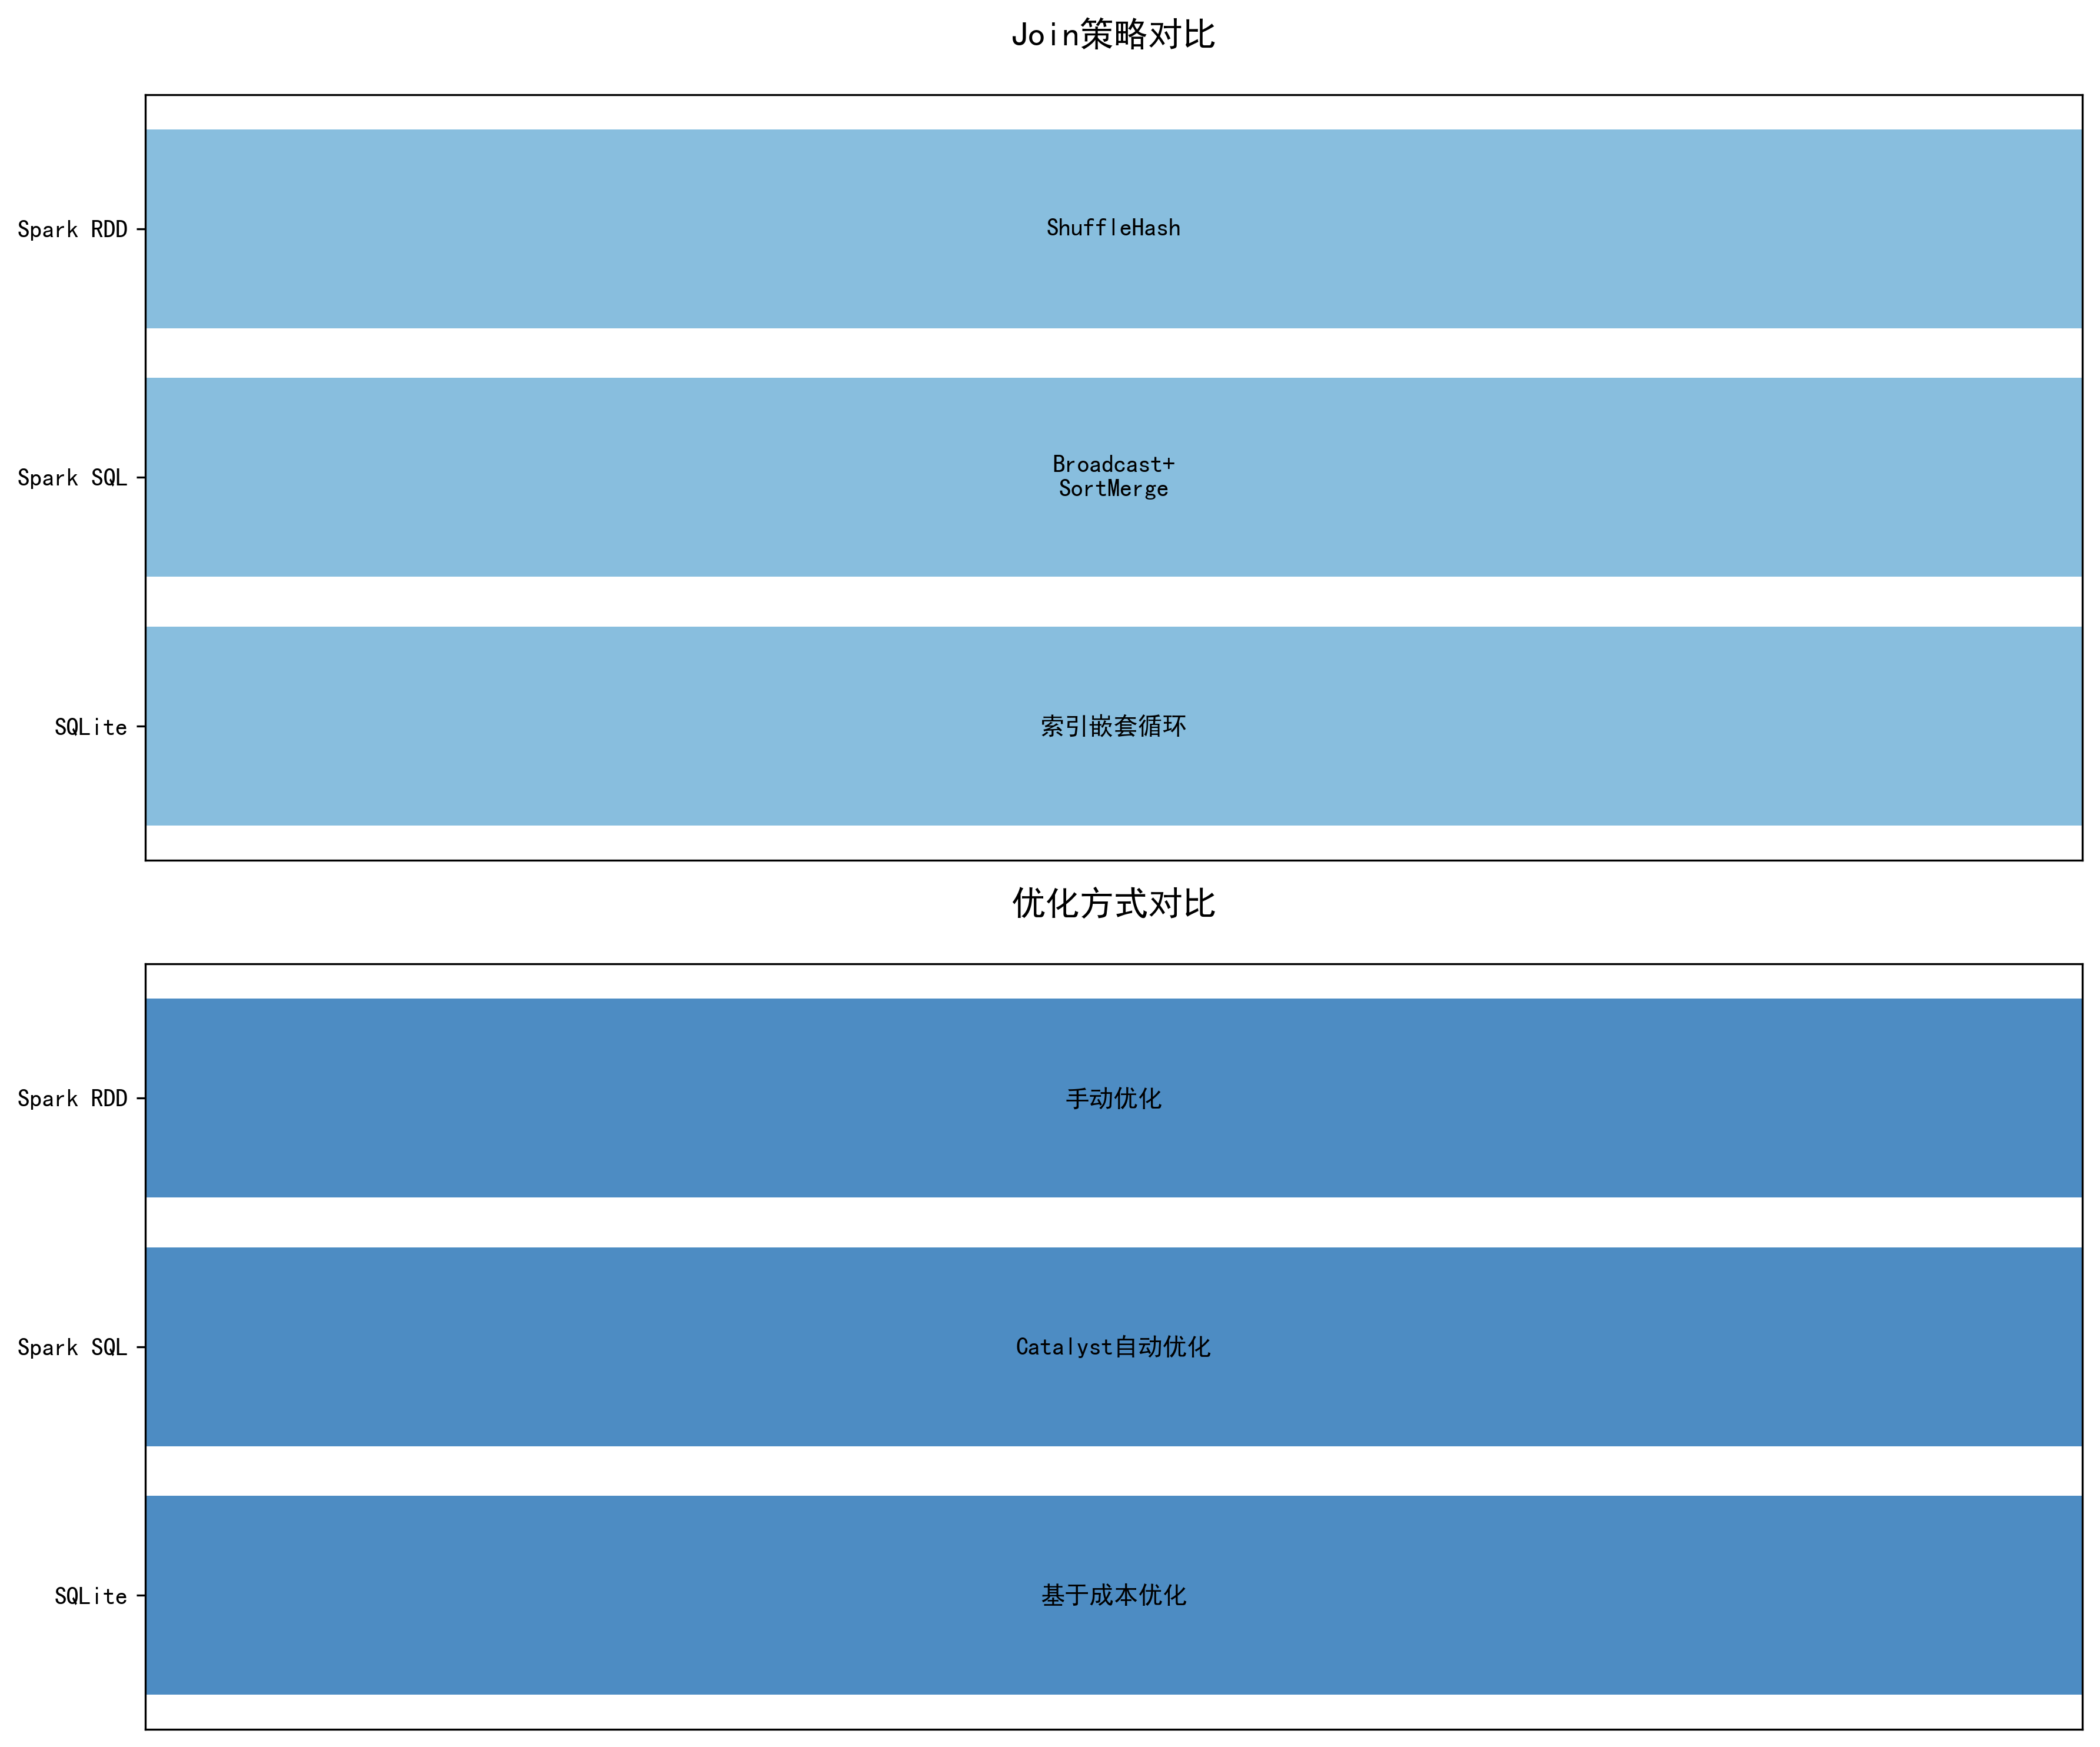 Join策略对比
Spark RDD
ShuffleHash
Spark SQL
Broadcast+
SortMerge
SQLite
索引嵌套循环
优化方式对比
Spark RDD
手动优化
Spark SQL
Catalyst自动优化
SQLite
基于成本优化